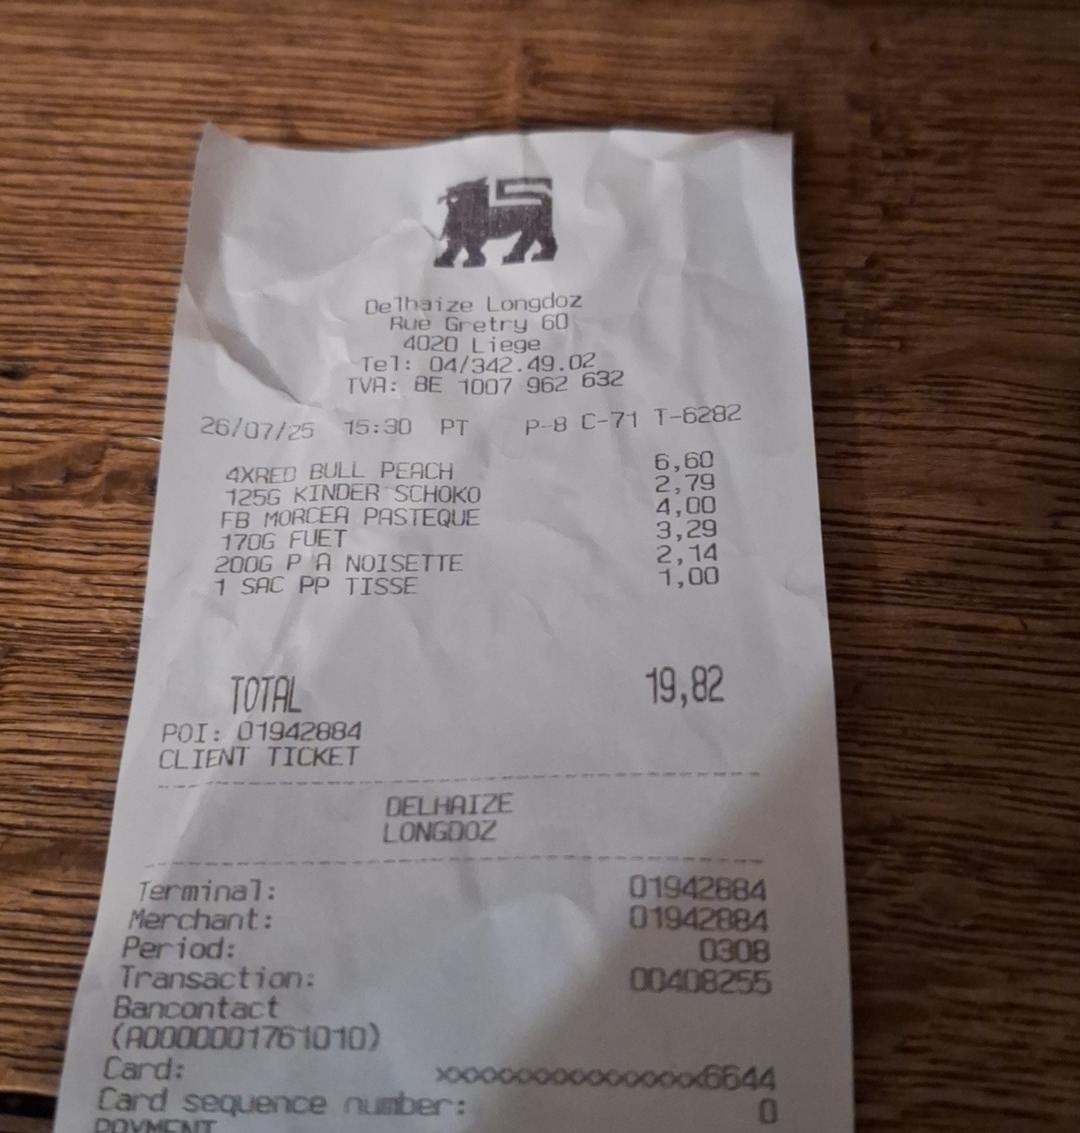 Delhaize Longdoz
Rue Gretry 60
4020 Liege
Tel: 04/342.49.02
TVA: BE 1007 962 632
26/07/25 15:30 PT P-8 C-71 T-6282
4XRED BULL PEACH 6,60
125G KINDER SCHOKO 2,79
FB MORCEA PASTEQUE 4,00
170G FUET 3,29
200G P A NOISETTE 2,14
1 SAC PP TISSE 1,00
TOTAL 19,82
POI: 01942884
CLIENT TICKET
DELHAIZE
LONGDOZ
Terminal: 01942884
Merchant: 01942884
Period: 0308
Transaction: 00408255
Bancontact
(A0000001761010)
Card: xxxxxxxxxxxxxxx6644
Card sequence number: 0
PAYMENT